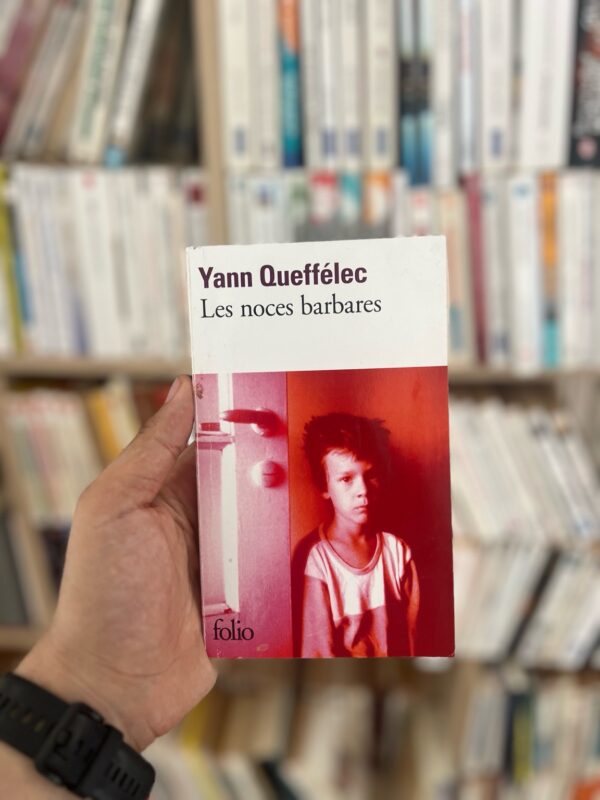 Yann Queffélec
Les noces barbares
folio